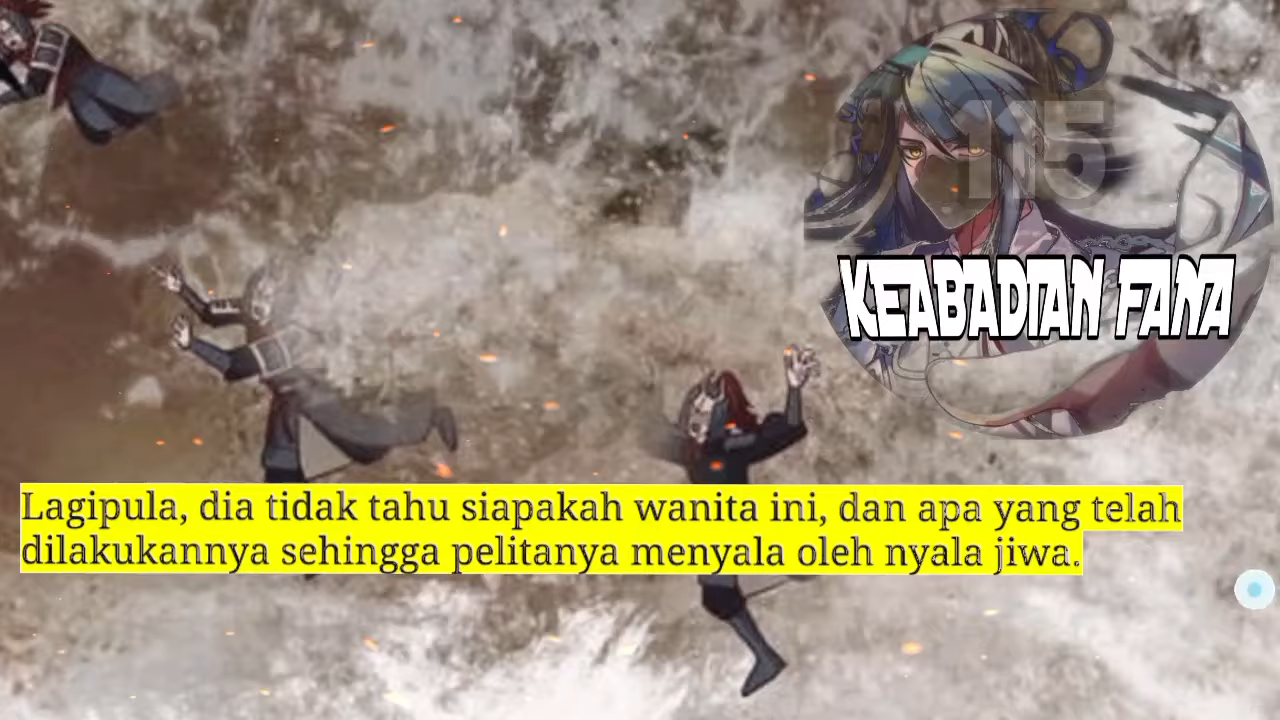 115
KEABADIAN FANA
Lagipula, dia tidak tahu siapakah wanita ini, dan apa yang telah
dilakukannya sehingga pelitanya menyala oleh nyala jiwa.